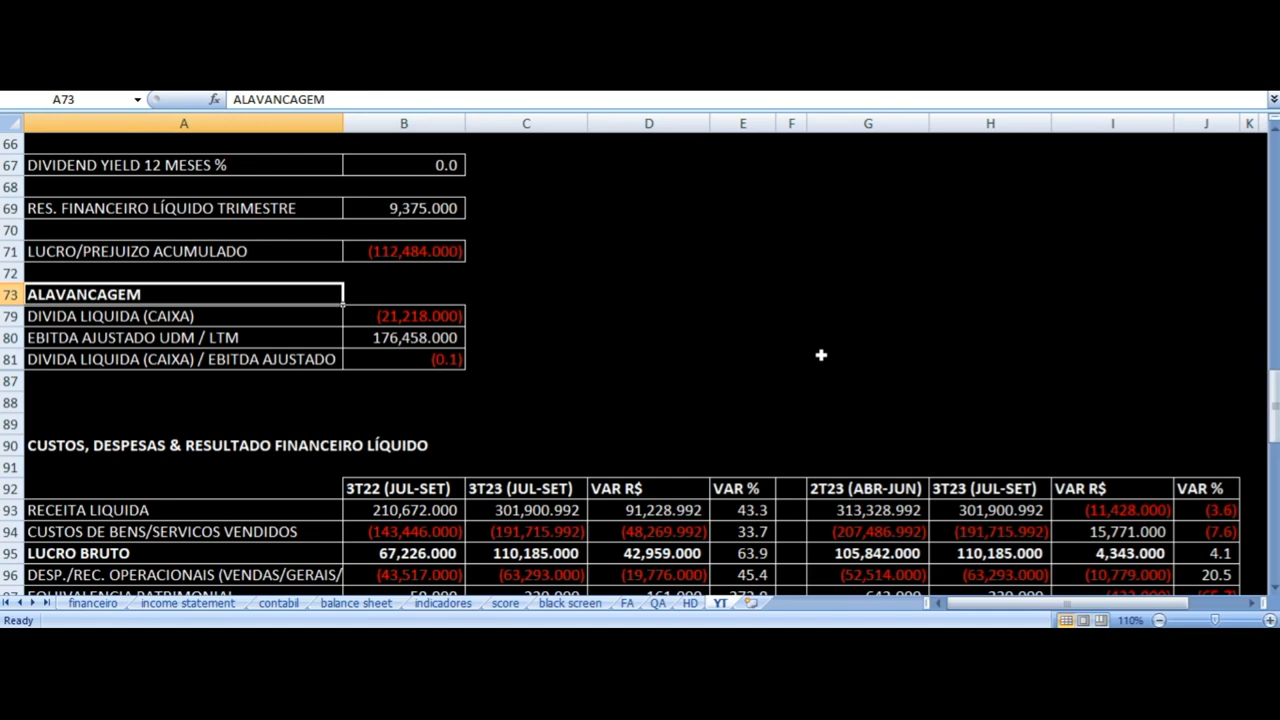 A73 fx ALAVANCAGEM
A B C D E F G H I J K
66
67 DIVIDEND YIELD 12 MESES % 0.0
68
69 RES. FINANCEIRO LÍQUIDO TRIMESTRE 9,375.000
70
71 LUCRO/PREJUIZO ACUMULADO (112,484.000)
72
73 ALAVANCAGEM
79 DIVIDA LIQUIDA (CAIXA) (21,218.000)
80 EBITDA AJUSTADO UDM / LTM 176,458.000
81 DIVIDA LIQUIDA (CAIXA) / EBITDA AJUSTADO (0.1)
87
88
89
90 CUSTOS, DESPESAS & RESULTADO FINANCEIRO LÍQUIDO
91
92 3T22 (JUL-SET) 3T23 (JUL-SET) VAR R$ VAR % 2T23 (ABR-JUN) 3T23 (JUL-SET) VAR R$ VAR %
93 RECEITA LIQUIDA 210,672.000 301,900.992 91,228.992 43.3 313,328.992 301,900.992 (11,428.000) (3.6)
94 CUSTOS DE BENS/SERVICOS VENDIDOS (143,446.000) (191,715.992) (48,269.992) 33.7 (207,486.992) (191,715.992) 15,771.000 (7.6)
95 LUCRO BRUTO 67,226.000 110,185.000 42,959.000 63.9 105,842.000 110,185.000 4,343.000 4.1
96 DESP./REC. OPERACIONAIS (VENDAS/GERAIS/ (43,517.000) (63,293.000) (19,776.000) 45.4 (52,514.000) (63,293.000) (10,779.000) 20.5
financeiro income statement contabil balance sheet indicadores score black screen FA QA HD YT
Ready 110%